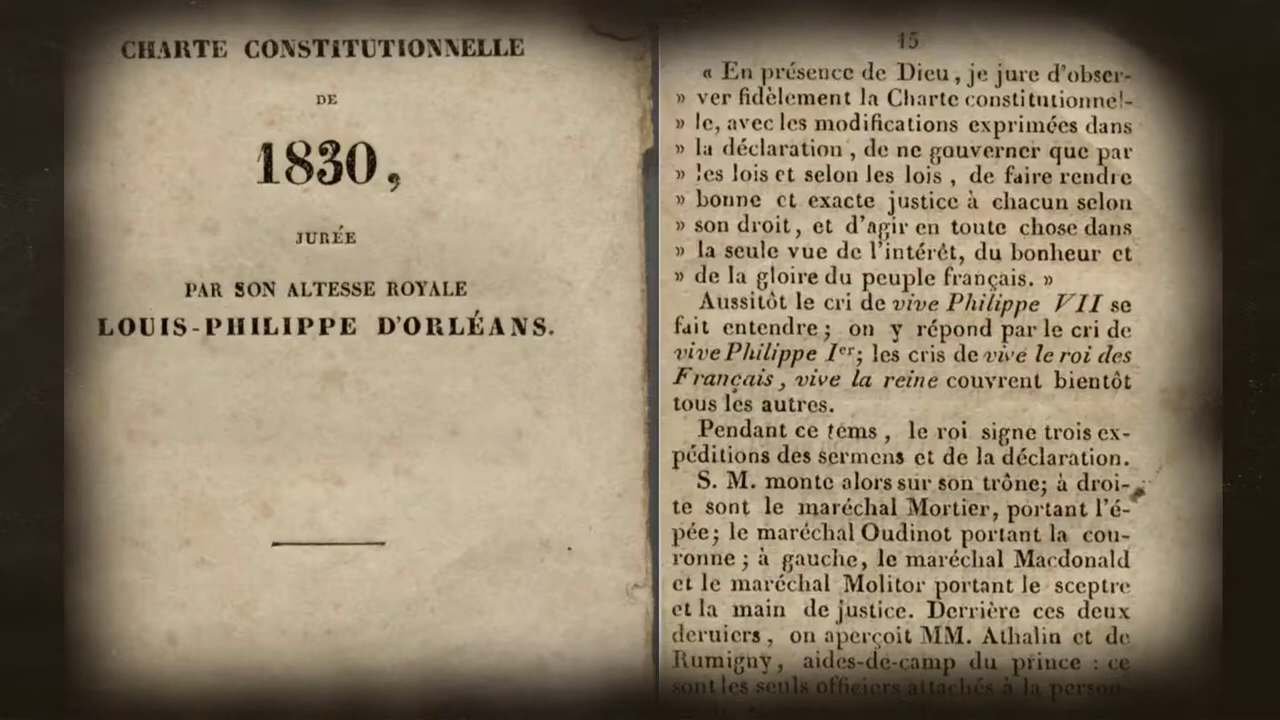 CHARTE CONSTITUTIONNELLE
DE
1830,
JURÉE
PAR SON ALTESSE ROYALE
LOUIS-PHILIPPE D'ORLÉANS.
15
« En présence de Dieu, je jure d'obser-
» ver fidèlement la Charte constitutionnel-
» le, avec les modifications exprimées dans
» la déclaration, de ne gouverner que par
» les lois et selon les lois, de faire rendre
» bonne et exacte justice à chacun selon
» son droit, et d'agir en toute chose dans
» la seule vue de l'intérêt, du bonheur et
» de la gloire du peuple français. »
Aussitôt le cri de vive Philippe VII se
fait entendre; on y répond par le cri de
vive Philippe Ier; les cris de vive le roi des
Français, vive la reine couvrent bientôt
tous les autres.
Pendant ce tems, le roi signe trois ex-
péditions des sermens et de la déclaration.
S. M. monte alors sur son trône; à droi-
te sont le maréchal Mortier, portant l'é-
pée; le maréchal Oudinot portant la cou-
ronne; à gauche, le maréchal Macdonald
et le maréchal Molitor portant le sceptre
et la main de justice. Derrière ces deux
derniers, on aperçoit MM. Athalin et de
Rumigny, aides-de-camp du prince : ce
sont les seuls officiers attachés à la person-